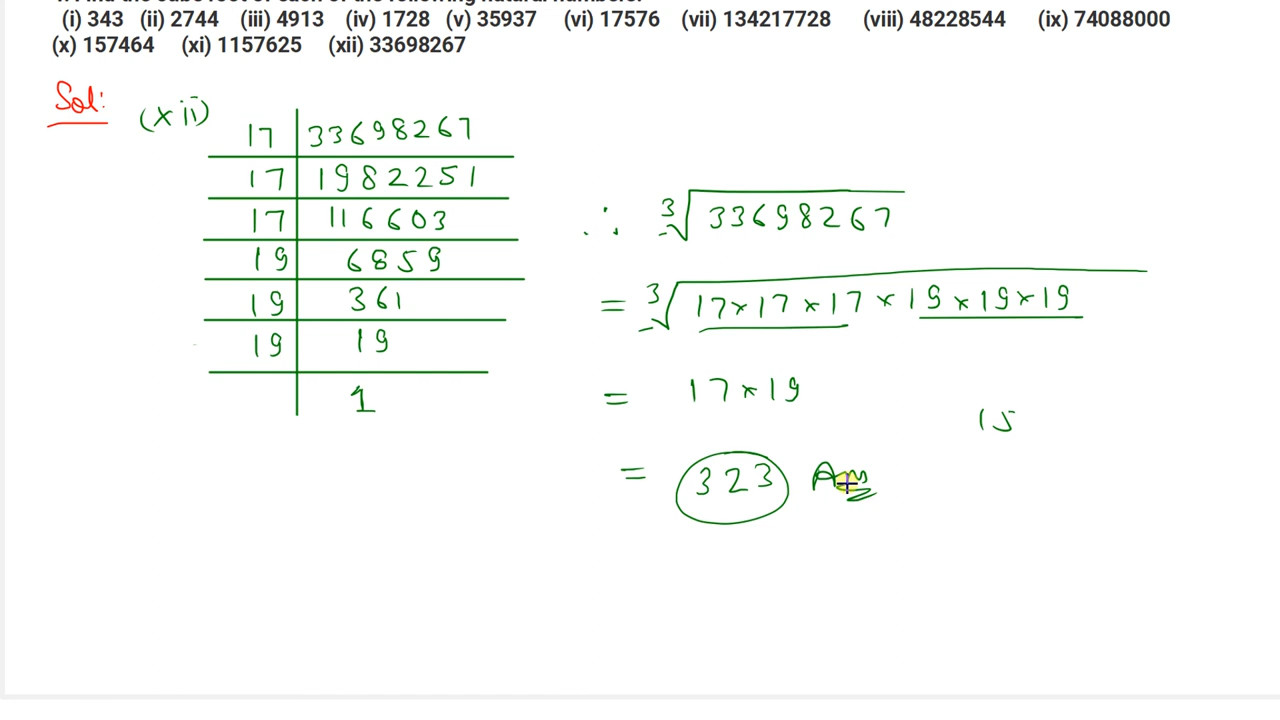 (i) 343 (ii) 2744 (iii) 4913 (iv) 1728 (v) 35937 (vi) 17576 (vii) 134217728 (viii) 48228544 (ix) 74088000
(x) 157464 (xi) 1157625 (xii) 33698267
Sol:
(xii)
17 | 33698267
17 | 1982251
17 | 116603
19 | 6859
19 | 361
19 | 19
1
∴ ∛33698267
= ∛17×17×17×19×19×19
= 17×19
15
= 323 Ans